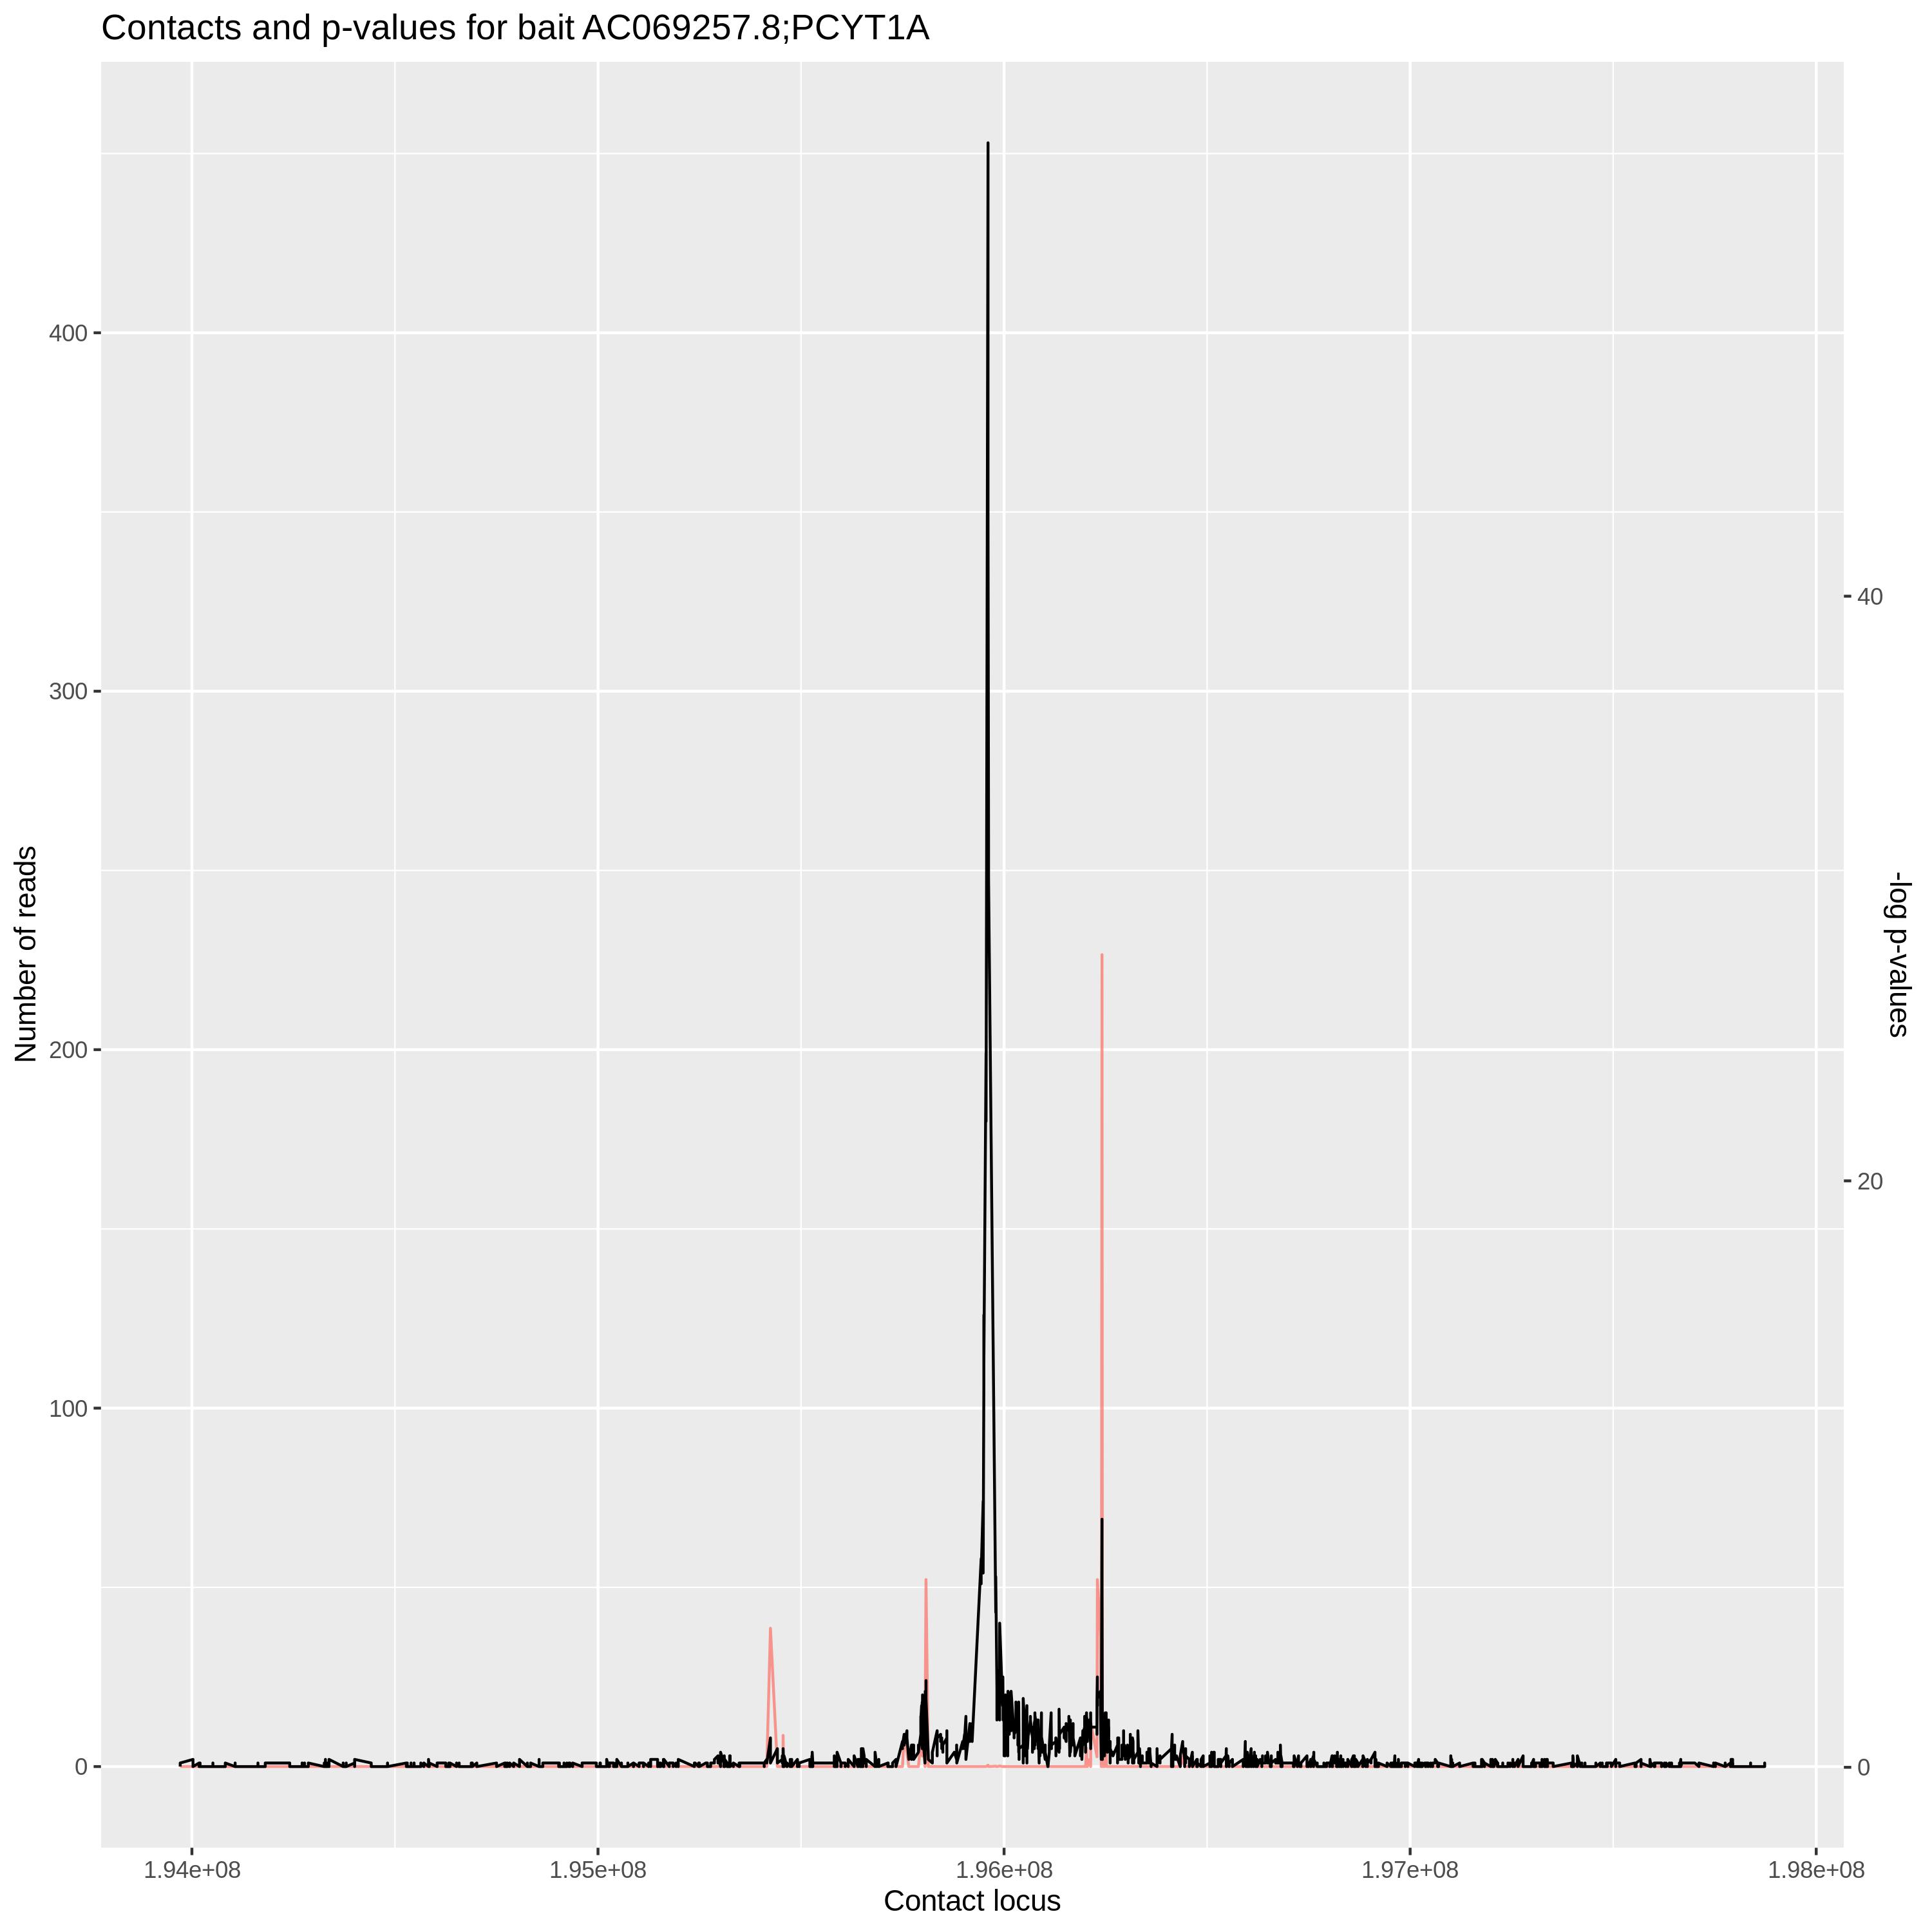 Contacts and p-values for bait AC069257.8;PCYT1A
Number of reads
400
300
200
100
0
40
20
0
-log p-values
1.94e+08 1.95e+08 1.96e+08 1.97e+08 1.98e+08
Contact locus